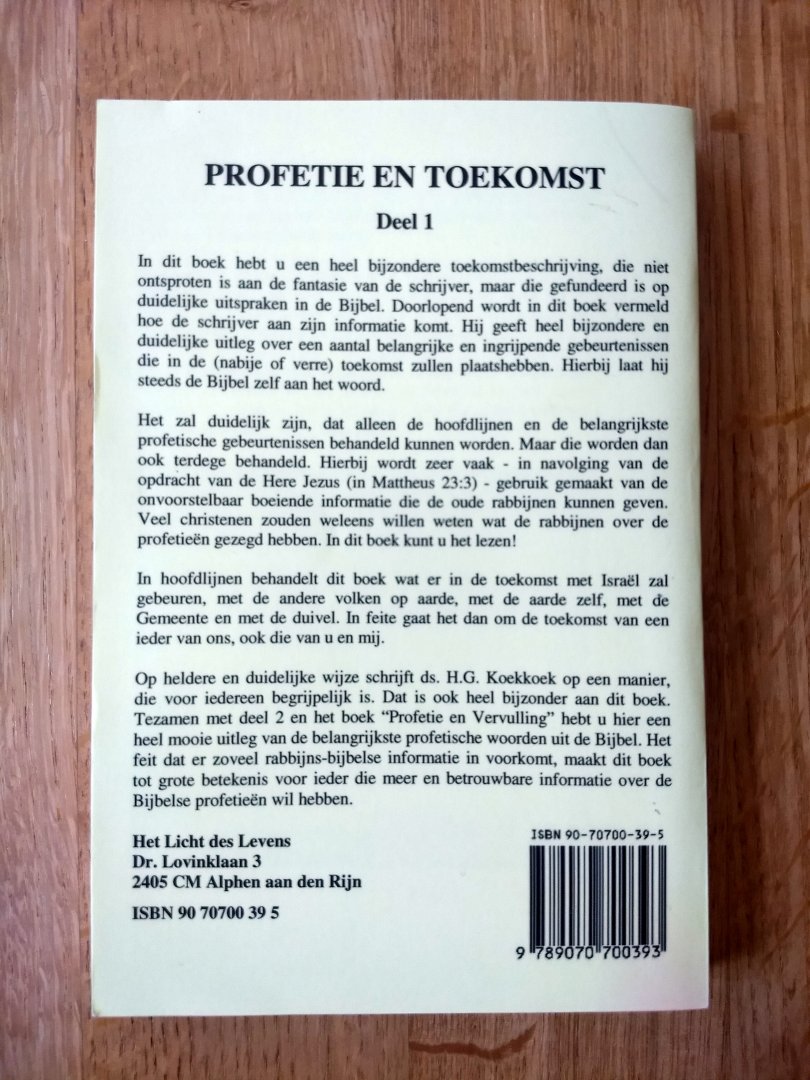 PROFETIE EN TOEKOMST
Deel 1
In dit boek hebt u een heel bijzondere toekomstbeschrijving, die niet
ontsproten is aan de fantasie van de schrijver, maar die gefundeerd is op
duidelijke uitspraken in de Bijbel. Doorlopend wordt in dit boek vermeld
hoe de schrijver aan zijn informatie komt. Hij geeft heel bijzondere en
duidelijke uitleg over een aantal belangrijke en ingrijpende gebeurtenissen
die in de (nabije of verre) toekomst zullen plaatshebben. Hierbij laat hij
steeds de Bijbel zelf aan het woord.
Het zal duidelijk zijn, dat alleen de hoofdlijnen en de belangrijkste
profetische gebeurtenissen behandeld kunnen worden. Maar die worden dan
ook terdege behandeld. Hierbij wordt zeer vaak - in navolging van de
opdracht van de Here Jezus (in Mattheus 23:3) - gebruik gemaakt van de
onvoorstelbaar boeiende informatie die de oude rabbijnen kunnen geven.
Veel christenen zouden weleens willen weten wat de rabbijnen over de
profetieën gezegd hebben. In dit boek kunt u het lezen!
In hoofdlijnen behandelt dit boek wat er in de toekomst met Israël zal
gebeuren, met de andere volken op aarde, met de aarde zelf, met de
Gemeente en met de duivel. In feite gaat het dan om de toekomst van een
ieder van ons, ook die van u en mij.
Op heldere en duidelijke wijze schrijft ds. H.G. Koekkoek op een manier,
die voor iedereen begrijpelijk is. Dat is ook heel bijzonder aan dit boek.
Tezamen met deel 2 en het boek “Profetie en Vervulling” hebt u hier een
heel mooie uitleg van de belangrijkste profetische woorden uit de Bijbel. Het
feit dat er zoveel rabbijns-bijbelse informatie in voorkomt, maakt dit boek
tot grote betekenis voor ieder die meer en betrouwbare informatie over de
Bijbelse profetieën wil hebben.
Het Licht des Levens
Dr. Lovinklaan 3
2405 CM Alphen aan den Rijn
ISBN 90 70700 39 5
ISBN 90-70700-39-5
9 789070 700393